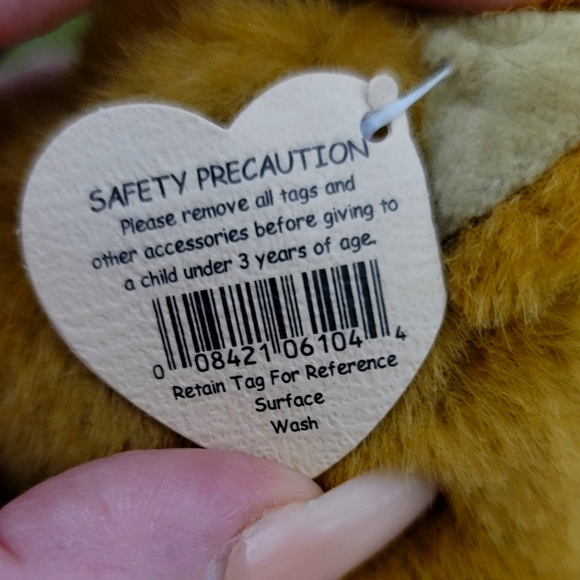 SAFETY PRECAUTION
Please remove all tags and
other accessories before giving to
a child under 3 years of age.
0 08421 06104 4
Retain Tag For Reference
Surface
Wash